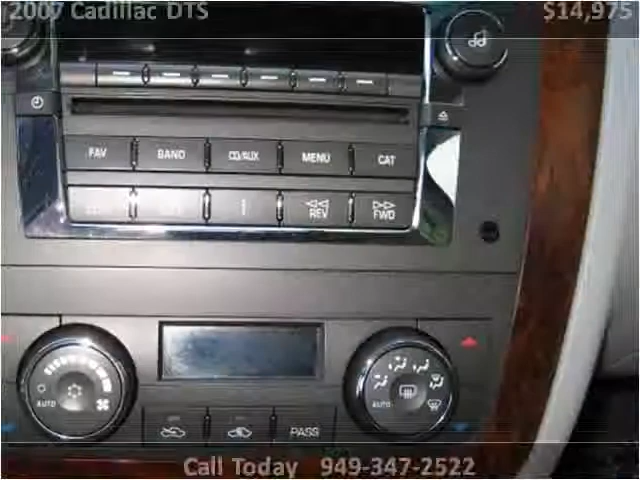 2007 Cadillac DTS $14,975
FAV BAND CD/AUX MENU CAT
REV FWD
AUTO AUTO
PASS
Call Today 949-347-2522